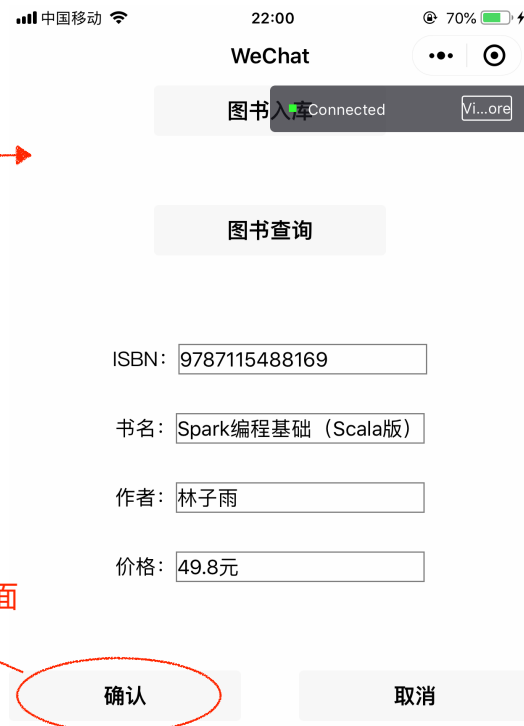 中国移动 22:00 70%
WeChat
图书入库
Connected Vi...ore
图书查询
ISBN: 9787115488169
书名: Spark编程基础（Scala版）
作者: 林子雨
价格: 49.8元
面
确认 取消